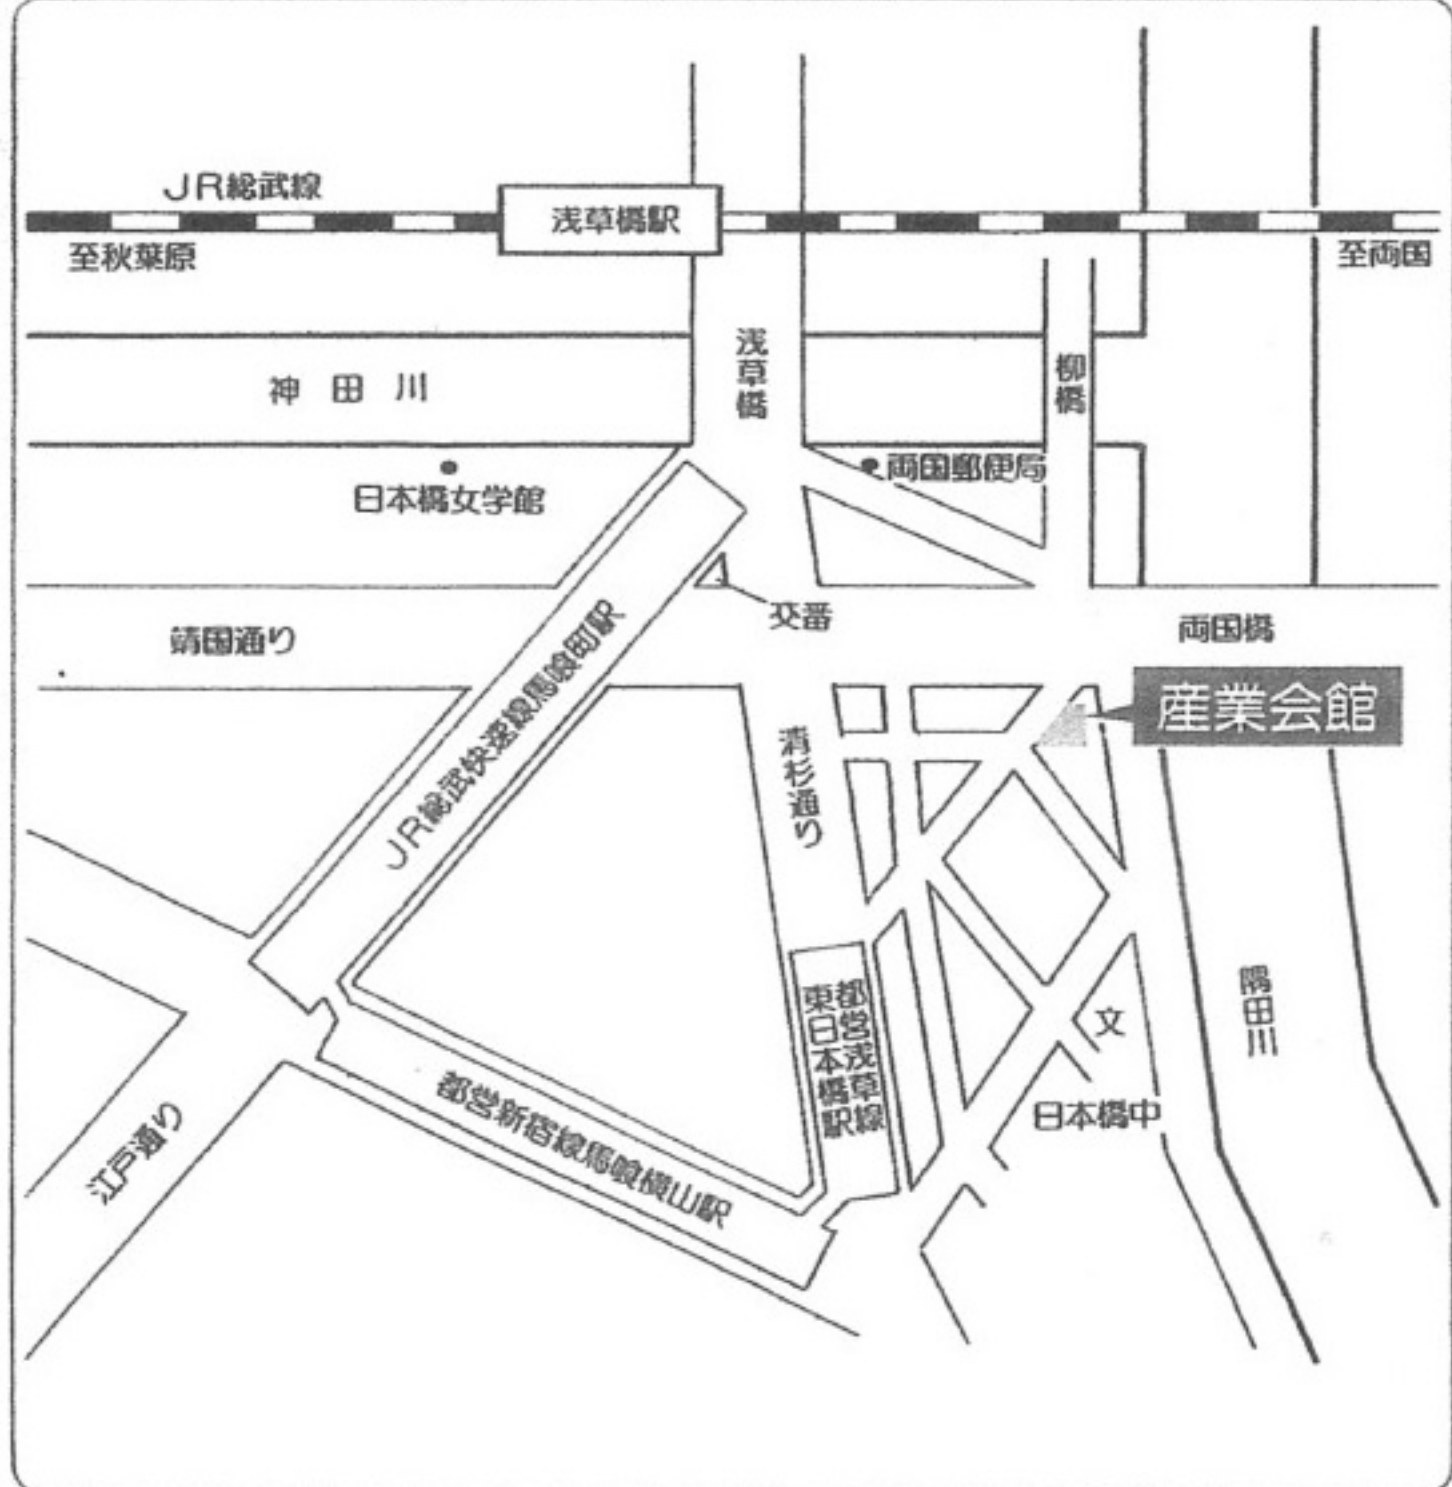 JR総武線
浅草橋駅
至秋葉原
至両国
浅草橋
柳橋
神田川
両国郵便局
日本橋女学館
交番
靖国通り
両国橋
JR総武快速線馬喰町駅
産業会館
清杉通り
隅田川
都営浅草線
東日本橋駅
文
日本橋中
都営新宿線馬喰横山駅
江戸通り